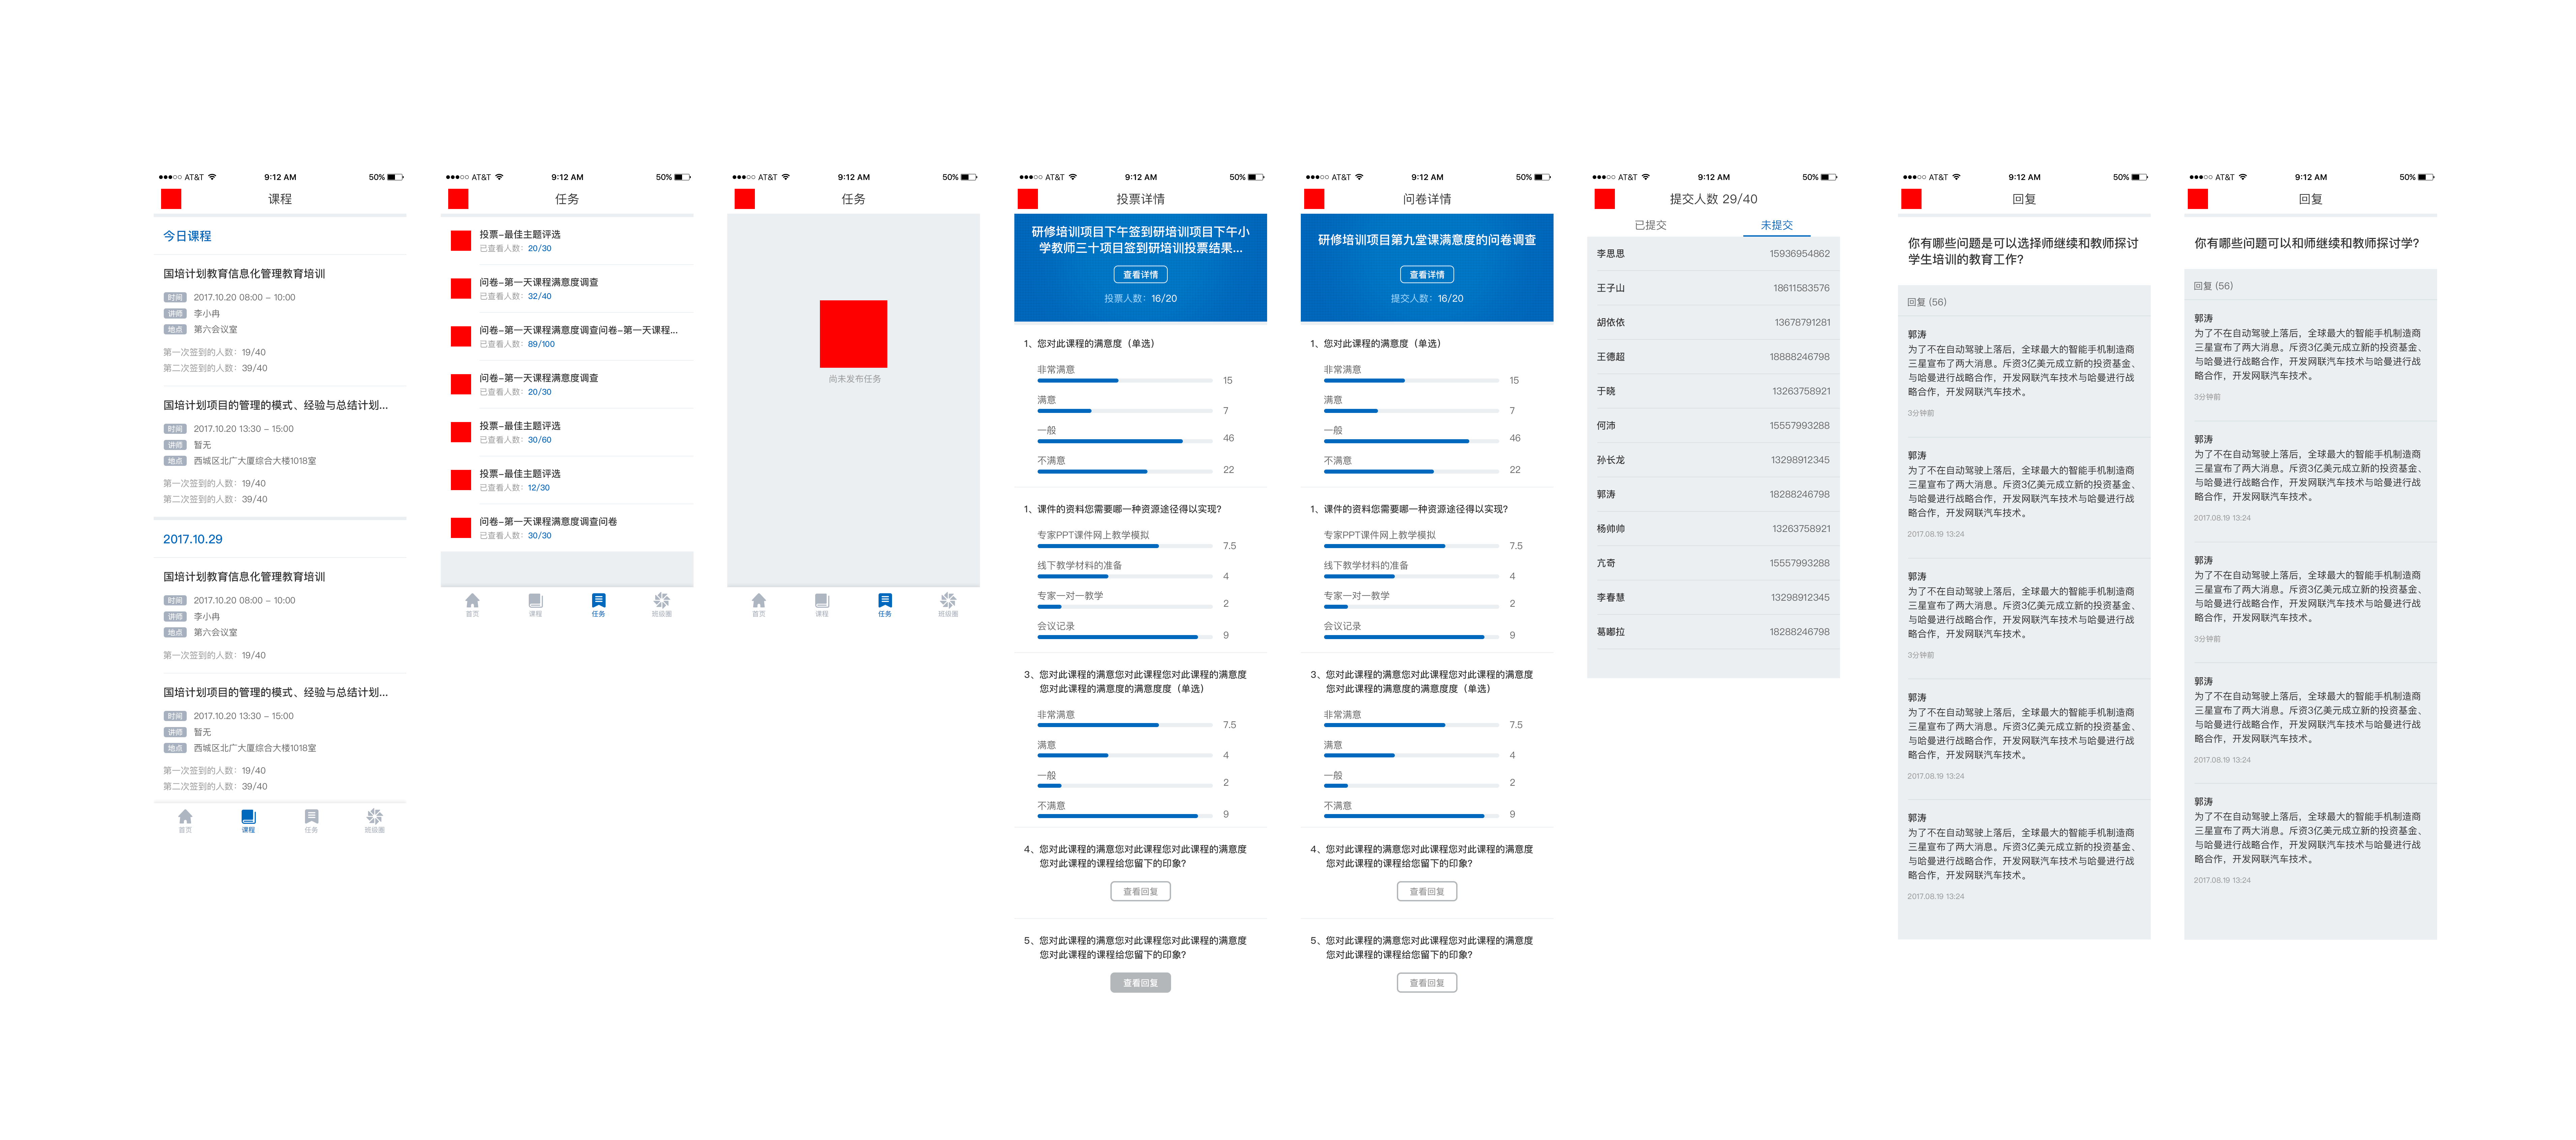 AT&T
9:12 AM
50%
课程
今日课程
国培计划教育信息化管理教育培训
时间 2017.10.20 08:00 - 10:00
讲师 李小冉
地点 第六会议室
第一次签到的人数：19/40
第二次签到的人数：39/40
国培计划项目的管理的模式、经验与总结计划...
时间 2017.10.20 13:30 - 15:00
讲师 暂无
地点 西城区北广大厦综合大楼1018室
第一次签到的人数：19/40
第二次签到的人数：39/40
2017.10.29
国培计划教育信息化管理教育培训
时间 2017.10.20 08:00 - 10:00
讲师 李小冉
地点 第六会议室
第一次签到的人数：19/40
国培计划项目的管理的模式、经验与总结计划...
时间 2017.10.20 13:30 - 15:00
讲师 暂无
地点 西城区北广大厦综合大楼1018室
第一次签到的人数：19/40
第二次签到的人数：39/40
首页 课程 任务 班级圈
AT&T
9:12 AM
50%
任务
投票-最佳主题评选
已查看人数：20/30
问卷-第一天课程满意度调查
已查看人数：32/40
问卷-第一天课程满意度调查问卷-第一天课程...
已查看人数：89/100
问卷-第一天课程满意度调查
已查看人数：20/30
投票-最佳主题评选
已查看人数：30/60
投票-最佳主题评选
已查看人数：12/30
问卷-第一天课程满意度调查问卷
已查看人数：30/30
首页 课程 任务 班级圈
AT&T
9:12 AM
50%
任务
尚未发布任务
首页 课程 任务 班级圈
AT&T
9:12 AM
50%
投票详情
研修培训项目下午签到研培训项目下午小
学教师三十项目签到研培训投票结果...
查看详情
投票人数：16/20
1、您对此课程的满意度（单选）
非常满意
15
满意
7
一般
46
不满意
22
1、课件的资料您需要哪一种资源途径得以实现?
专家PPT课件网上教学模拟
7.5
线下教学材料的准备
4
专家一对一教学
2
会议记录
9
3、您对此课程的满意您对此课程您对此课程的满意度
您对此课程的满意度的满意度度（单选）
非常满意
7.5
满意
4
一般
2
不满意
9
4、您对此课程的满意您对此课程您对此课程的满意度
您对此课程的课程给您留下的印象?
查看回复
5、您对此课程的满意您对此课程您对此课程的满意度
您对此课程的课程给您留下的印象?
查看回复
AT&T
9:12 AM
50%
问卷详情
研修培训项目第九堂课满意度的问卷调查
查看详情
提交人数：16/20
1、您对此课程的满意度（单选）
非常满意
15
满意
7
一般
46
不满意
22
1、课件的资料您需要哪一种资源途径得以实现?
专家PPT课件网上教学模拟
7.5
线下教学材料的准备
4
专家一对一教学
2
会议记录
9
3、您对此课程的满意您对此课程您对此课程的满意度
您对此课程的满意度的满意度度（单选）
非常满意
7.5
满意
4
一般
2
不满意
9
4、您对此课程的满意您对此课程您对此课程的满意度
您对此课程的课程给您留下的印象?
查看回复
5、您对此课程的满意您对此课程您对此课程的满意度
您对此课程的课程给您留下的印象?
查看回复
AT&T
9:12 AM
50%
提交人数 29/40
已提交 未提交
李思思 15936954862
王子山 18611583576
胡依依 13678791281
王德超 18888246798
于晓 13263758921
何沛 15557993288
孙长龙 13298912345
郭涛 18288246798
杨帅帅 13263758921
亢奇 15557993288
李春慧 13298912345
葛嘟拉 18288246798
AT&T
9:12 AM
50%
回复
你有哪些问题是可以选择师继续和教师探讨
学生培训的教育工作?
回复 (56)
郭涛
为了不在自动驾驶上落后，全球最大的智能手机制造商
三星宣布了两大消息。斥资3亿美元成立新的投资基金、
与哈曼进行战略合作，开发网联汽车技术与哈曼进行战
略合作，开发网联汽车技术。
3分钟前
郭涛
为了不在自动驾驶上落后，全球最大的智能手机制造商
三星宣布了两大消息。斥资3亿美元成立新的投资基金、
与哈曼进行战略合作，开发网联汽车技术与哈曼进行战
略合作，开发网联汽车技术。
2017.08.19 13:24
郭涛
为了不在自动驾驶上落后，全球最大的智能手机制造商
三星宣布了两大消息。斥资3亿美元成立新的投资基金、
与哈曼进行战略合作，开发网联汽车技术与哈曼进行战
略合作，开发网联汽车技术。
3分钟前
郭涛
为了不在自动驾驶上落后，全球最大的智能手机制造商
三星宣布了两大消息。斥资3亿美元成立新的投资基金、
与哈曼进行战略合作，开发网联汽车技术与哈曼进行战
略合作，开发网联汽车技术。
2017.08.19 13:24
郭涛
为了不在自动驾驶上落后，全球最大的智能手机制造商
三星宣布了两大消息。斥资3亿美元成立新的投资基金、
与哈曼进行战略合作，开发网联汽车技术与哈曼进行战
略合作，开发网联汽车技术。
2017.08.19 13:24
AT&T
9:12 AM
50%
回复
你有哪些问题可以和师继续和教师探讨学?
回复 (56)
郭涛
为了不在自动驾驶上落后，全球最大的智能手机制造商
三星宣布了两大消息。斥资3亿美元成立新的投资基金、
与哈曼进行战略合作，开发网联汽车技术与哈曼进行战
略合作，开发网联汽车技术。
3分钟前
郭涛
为了不在自动驾驶上落后，全球最大的智能手机制造商
三星宣布了两大消息。斥资3亿美元成立新的投资基金、
与哈曼进行战略合作，开发网联汽车技术与哈曼进行战
略合作，开发网联汽车技术。
2017.08.19 13:24
郭涛
为了不在自动驾驶上落后，全球最大的智能手机制造商
三星宣布了两大消息。斥资3亿美元成立新的投资基金、
与哈曼进行战略合作，开发网联汽车技术与哈曼进行战
略合作，开发网联汽车技术。
3分钟前
郭涛
为了不在自动驾驶上落后，全球最大的智能手机制造商
三星宣布了两大消息。斥资3亿美元成立新的投资基金、
与哈曼进行战略合作，开发网联汽车技术与哈曼进行战
略合作，开发网联汽车技术。
2017.08.19 13:24
郭涛
为了不在自动驾驶上落后，全球最大的智能手机制造商
三星宣布了两大消息。斥资3亿美元成立新的投资基金、
与哈曼进行战略合作，开发网联汽车技术与哈曼进行战
略合作，开发网联汽车技术。
2017.08.19 13:24